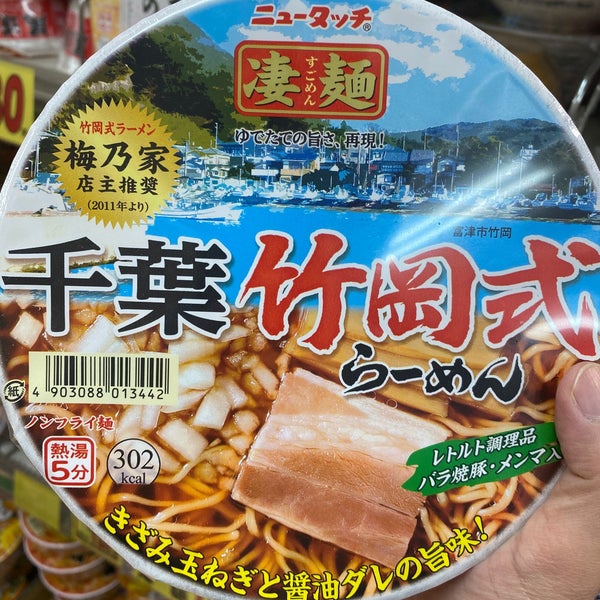 ニュータッチ®
凄麺
すごめん
ゆでたての旨さ、再現!
竹岡式ラーメン
梅乃家
店主推奨
(2011年より)
富津市竹岡
千葉竹岡式
らーめん
4 903088 013442
紙
ノンフライ麺
熱湯
5分
302
kcal
レトルト調理品
バラ焼豚・メンマ入
きざみ玉ねぎと醤油ダレの旨味!